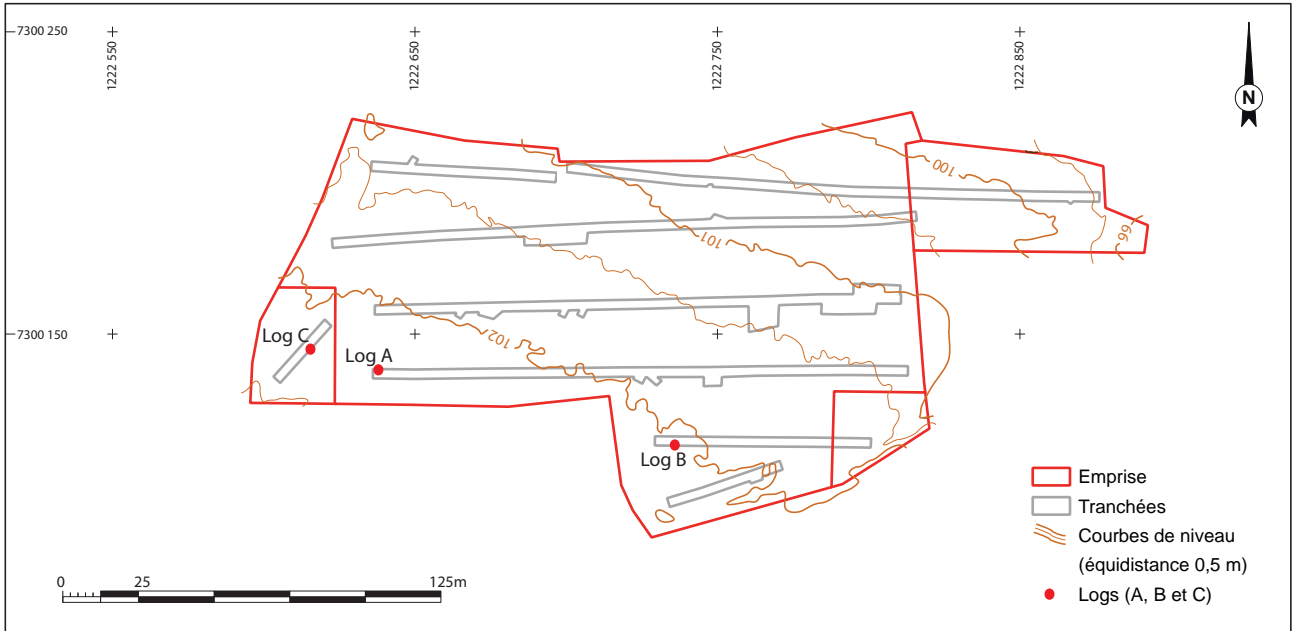 7300 250
1222 550
1222 650
1222 750
1222 850
N
100
101
99
7300 150
102
Log C
Log A
Log B
Emprise
Tranchées
Courbes de niveau
(équidistance 0,5 m)
Logs (A, B et C)
0 25 125m